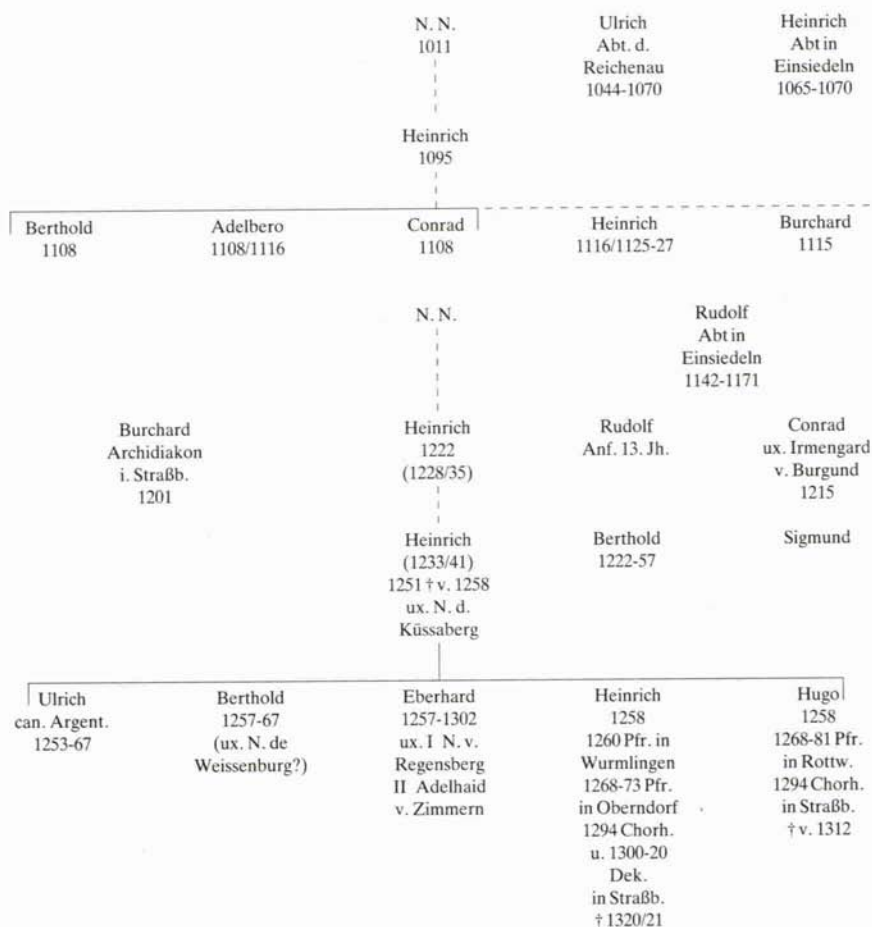 N. N.
1011
Ulrich
Abt. d.
Reichenau
1044-1070
Heinrich
Abt in
Einsiedeln
1065-1070
Heinrich
1095
Berthold
1108
Adelbero
1108/1116
Conrad
1108
Heinrich
1116/1125-27
Burchard
1115
N. N.
Rudolf
Abt in
Einsiedeln
1142-1171
Burchard
Archidiakon
i. Straßb.
1201
Heinrich
1222
(1228/35)
Rudolf
Anf. 13. Jh.
Conrad
ux. Irmengard
v. Burgund
1215
Heinrich
(1233/41)
1251 † v. 1258
ux. N. d.
Küssaberg
Berthold
1222-57
Sigmund
Ulrich
can. Argent.
1253-67
Berthold
1257-67
(ux. N. de
Weissenburg?)
Eberhard
1257-1302
ux. I N. v.
Regensberg
II Adelhaid
v. Zimmern
Heinrich
1258
1260 Pfr. in
Wurmlingen
1268-73 Pfr.
in Oberndorf
1294 Chorh.
u. 1300-20
Dek.
in Straßb.
† 1320/21
Hugo
1258
1268-81 Pfr.
in Rottw.
1294 Chorh.
in Straßb.
† v. 1312